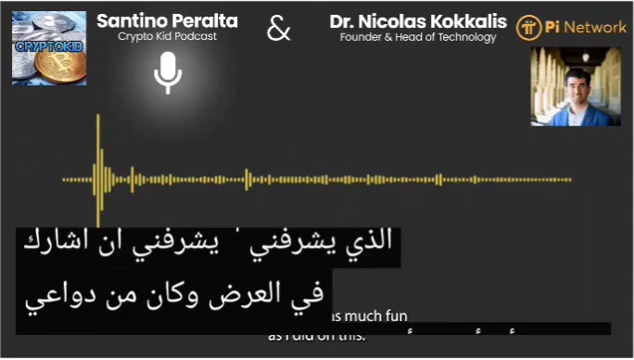 Santino Peralta
Crypto Kid Podcast
&
Dr. Nicolas Kokkalis
Founder & Head of Technology
Pi Network
CRYPTOKID
الذي يشرفني ' يشرفني ان اشارك
في العرض وكان من دواعي
as much fun
as I did on this.